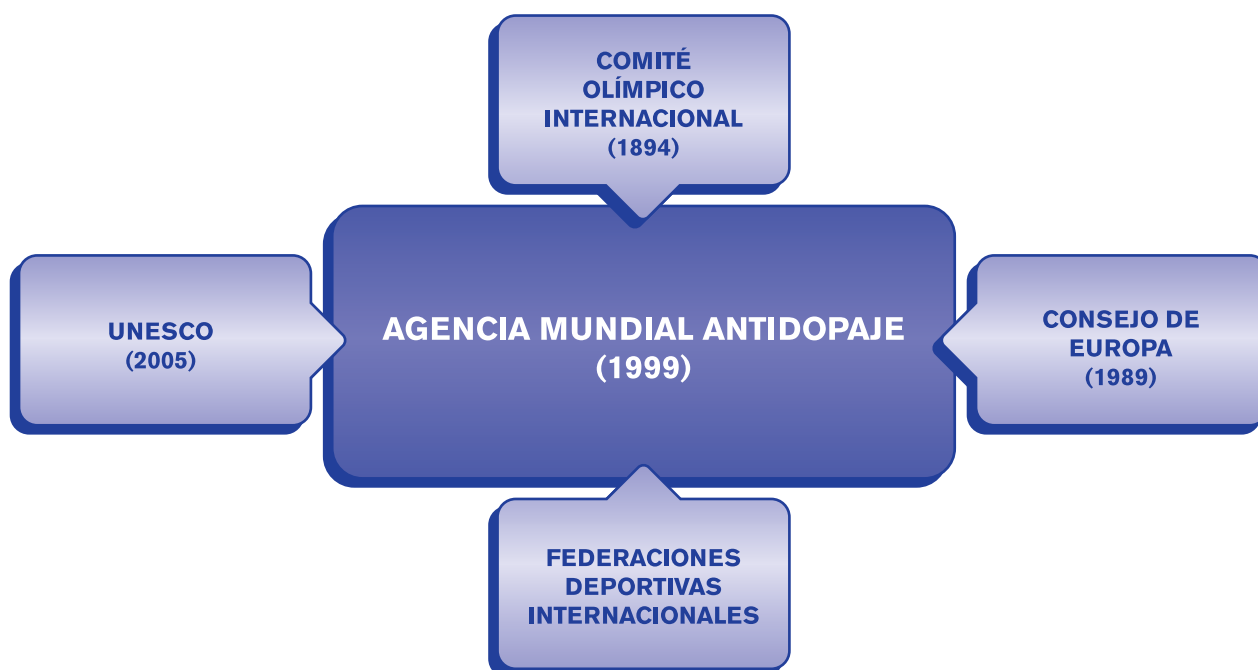 COMITÉ
OLÍMPICO
INTERNACIONAL
(1894)
UNESCO
(2005)
AGENCIA MUNDIAL ANTIDOPAJE
(1999)
CONSEJO DE
EUROPA
(1989)
FEDERACIONES
DEPORTIVAS
INTERNACIONALES